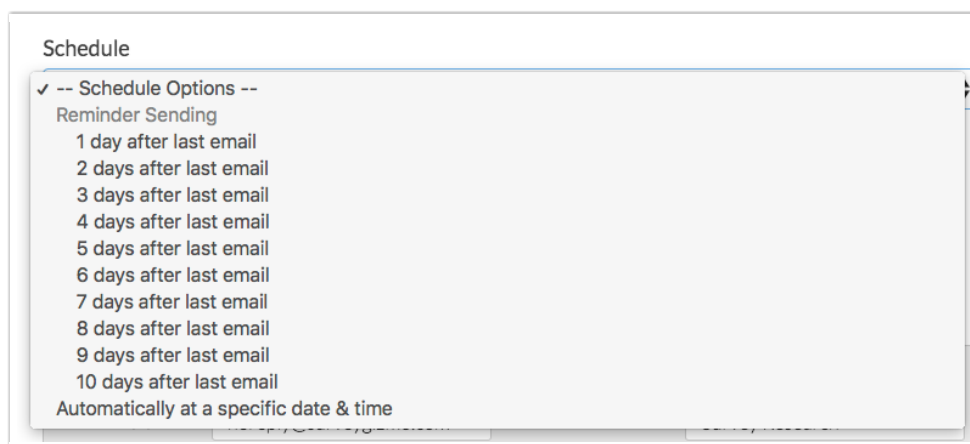 Schedule
✓ -- Schedule Options --
Reminder Sending
1 day after last email
2 days after last email
3 days after last email
4 days after last email
5 days after last email
6 days after last email
7 days after last email
8 days after last email
9 days after last email
10 days after last email
Automatically at a specific date & time